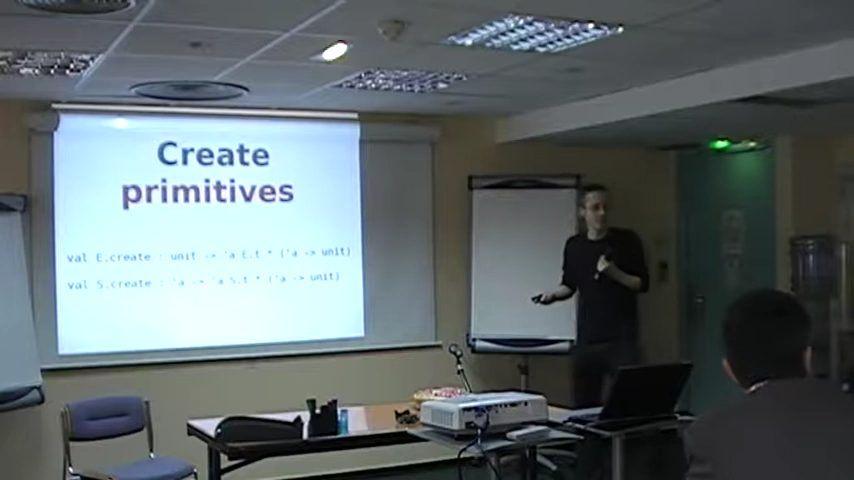 Create
primitives
val E.create : unit -> 'a E.t * ('a -> unit)
val S.create : 'a -> 'a S.t * ('a -> unit)